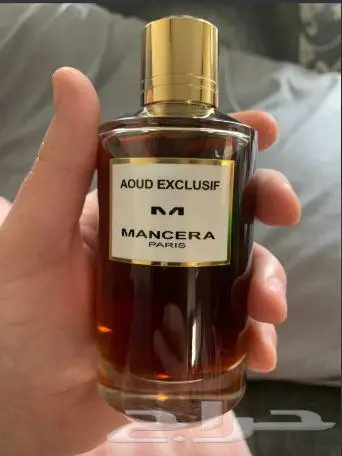 AOUD EXCLUSIF
MANCERA
PARIS
حراج